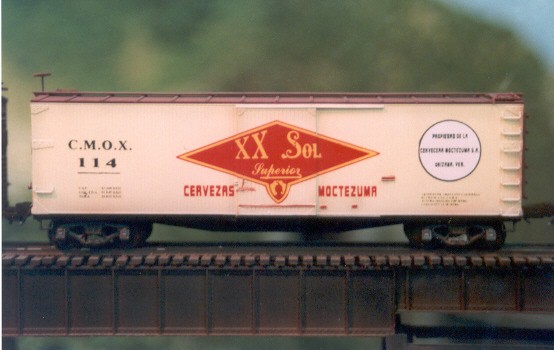 C.M.O.X.
114
XX SOL
Superior
CERVEZAS MOCTEZUMA
PROPIEDAD DE LA
CERVECERIA MOCTEZUMA S.A.
ORIZABA, VER.